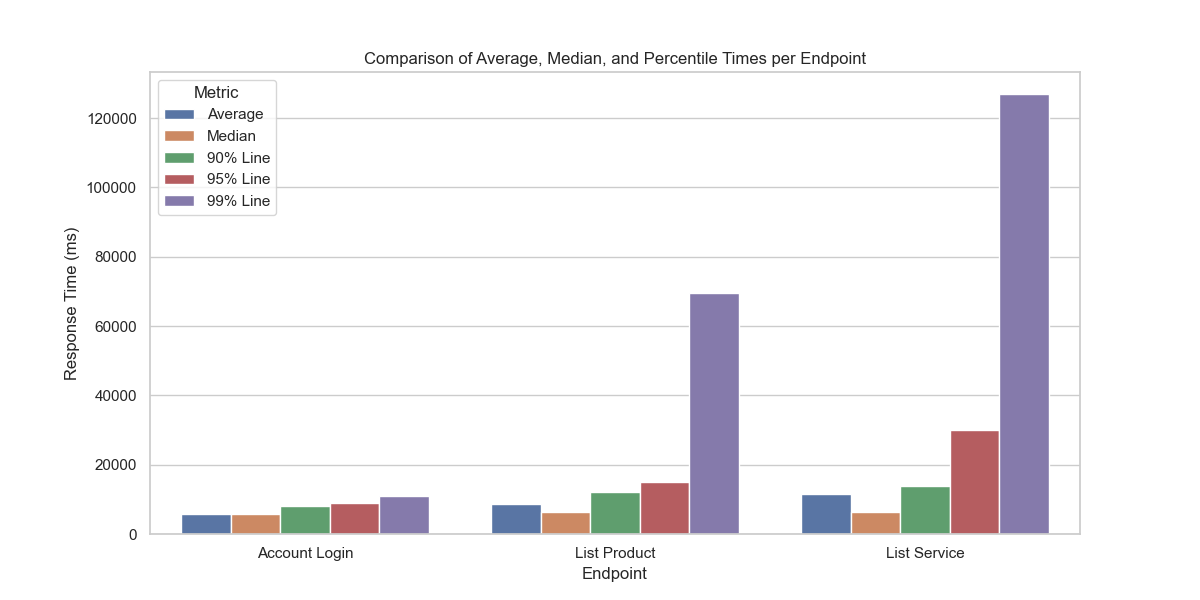 Comparison of Average, Median, and Percentile Times per Endpoint
Metric
Average
Median
90% Line
95% Line
99% Line
120000
100000
80000
60000
40000
20000
0
Response Time (ms)
Account Login
List Product
List Service
Endpoint